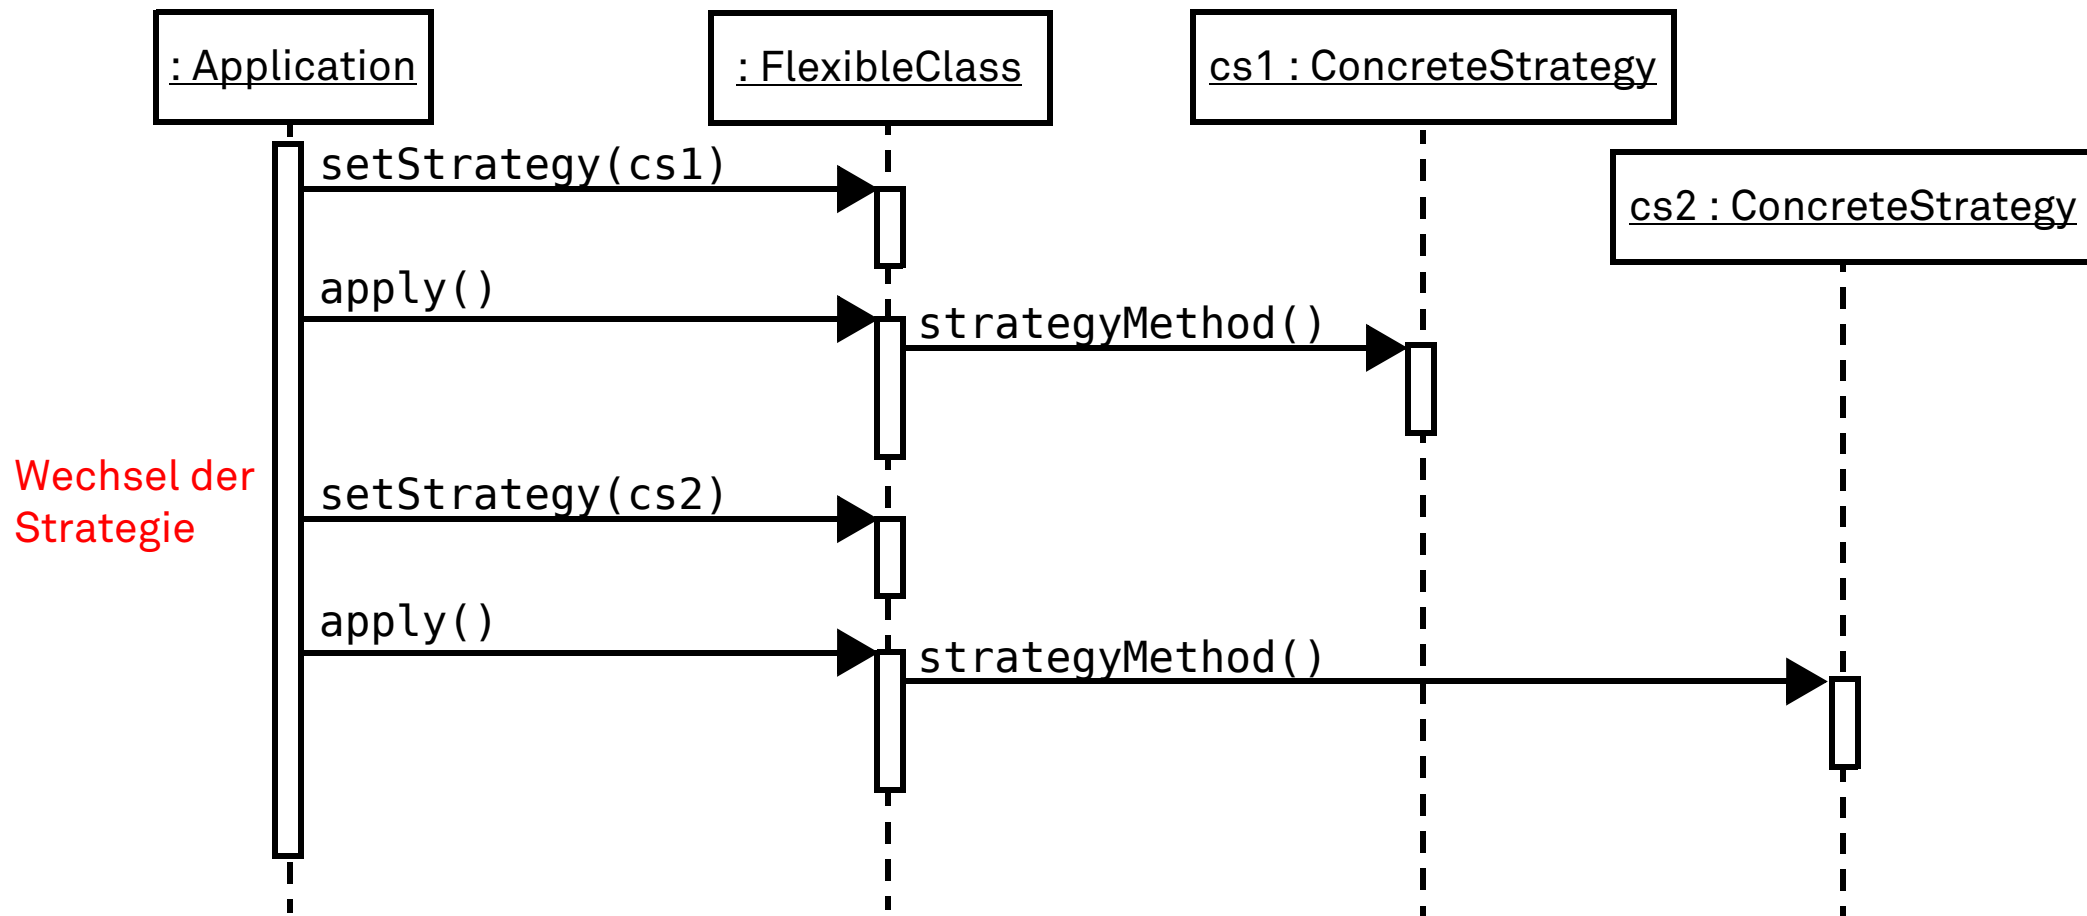 : Application
: FlexibleClass
cs1 : ConcreteStrategy
cs2 : ConcreteStrategy
setStrategy(cs1)
apply()
strategyMethod()
Wechsel der
Strategie
setStrategy(cs2)
apply()
strategyMethod()